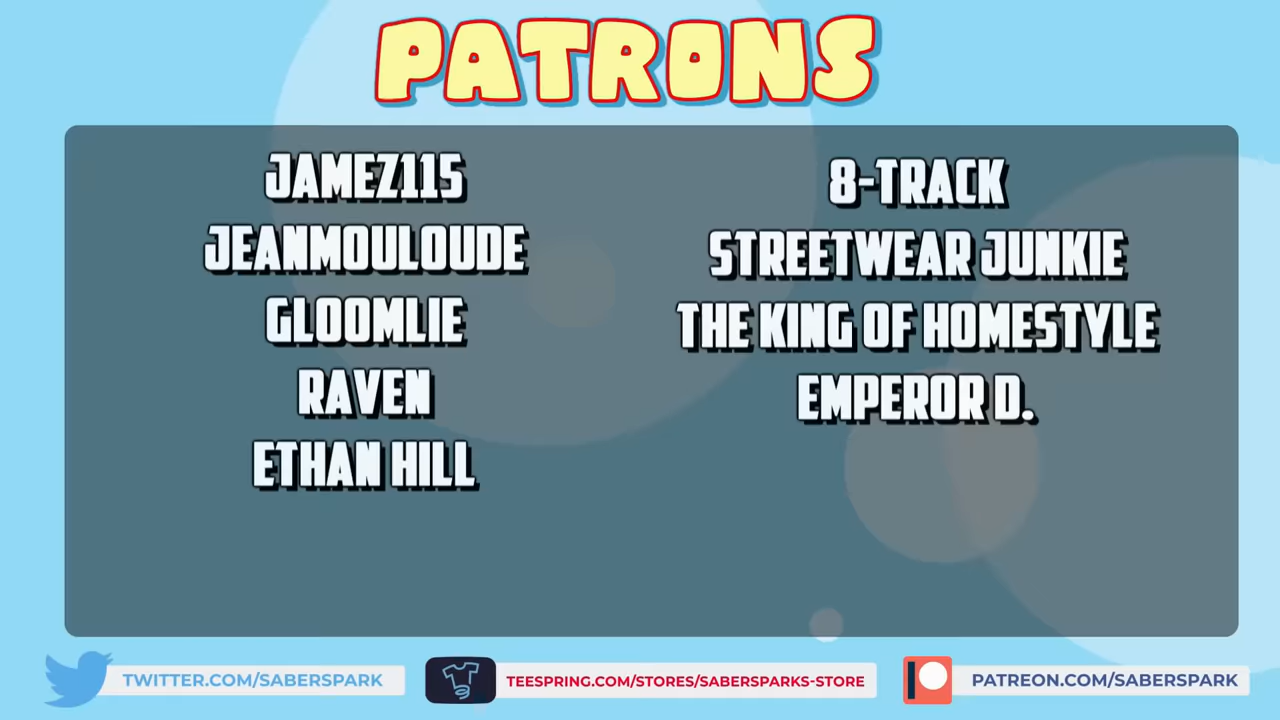 PATRONS
JAMEZ115
JEANMOULOUDE
GLOOMLIE
RAVEN
ETHAN HILL
8-TRACK
STREETWEAR JUNKIE
THE KING OF HOMESTYLE
EMPEROR D.
TWITTER.COM/SABERSPARK
TEESPRING.COM/STORES/SABERSPARKS-STORE
PATREON.COM/SABERSPARK